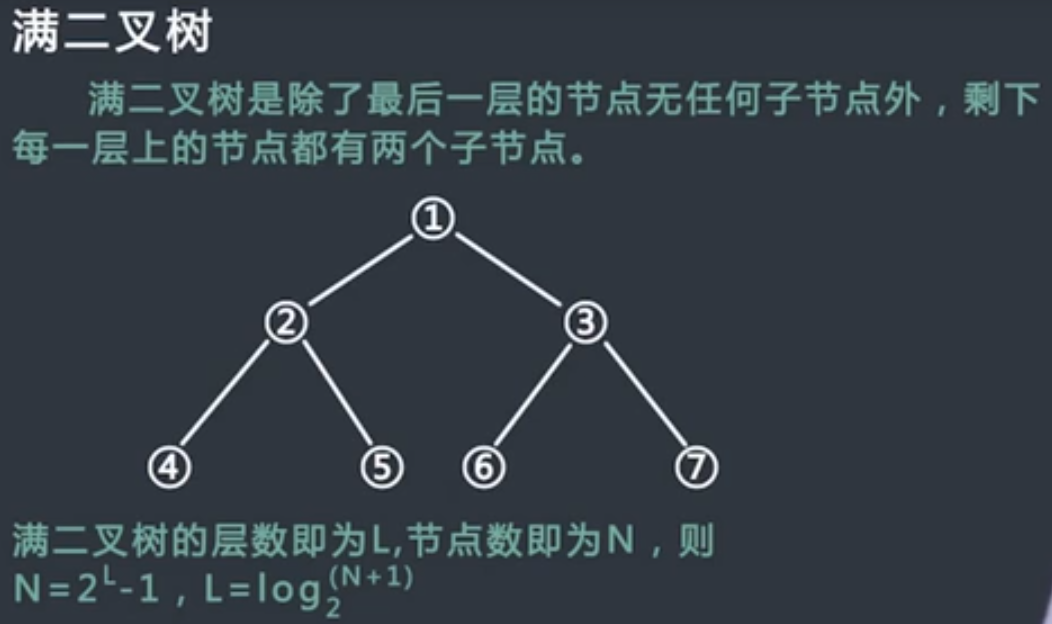 满二叉树
满二叉树是除了最后一层的节点无任何子节点外，剩下
每一层上的节点都有两个子节点。
①
② ③
④ ⑤ ⑥ ⑦
满二叉树的层数即为L,节点数即为N，则
N=2^L-1，L=log_2^(N+1)